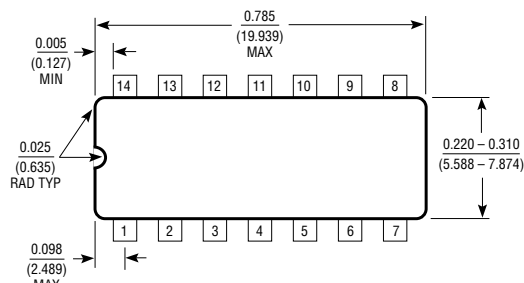 0.785
(19.939)
MAX
0.005
(0.127)
MIN
14 13 12 11 10 9 8
0.025
(0.635)
RAD TYP
0.220 – 0.310
(5.588 – 7.874)
1 2 3 4 5 6 7
0.098
(2.489)
MAX